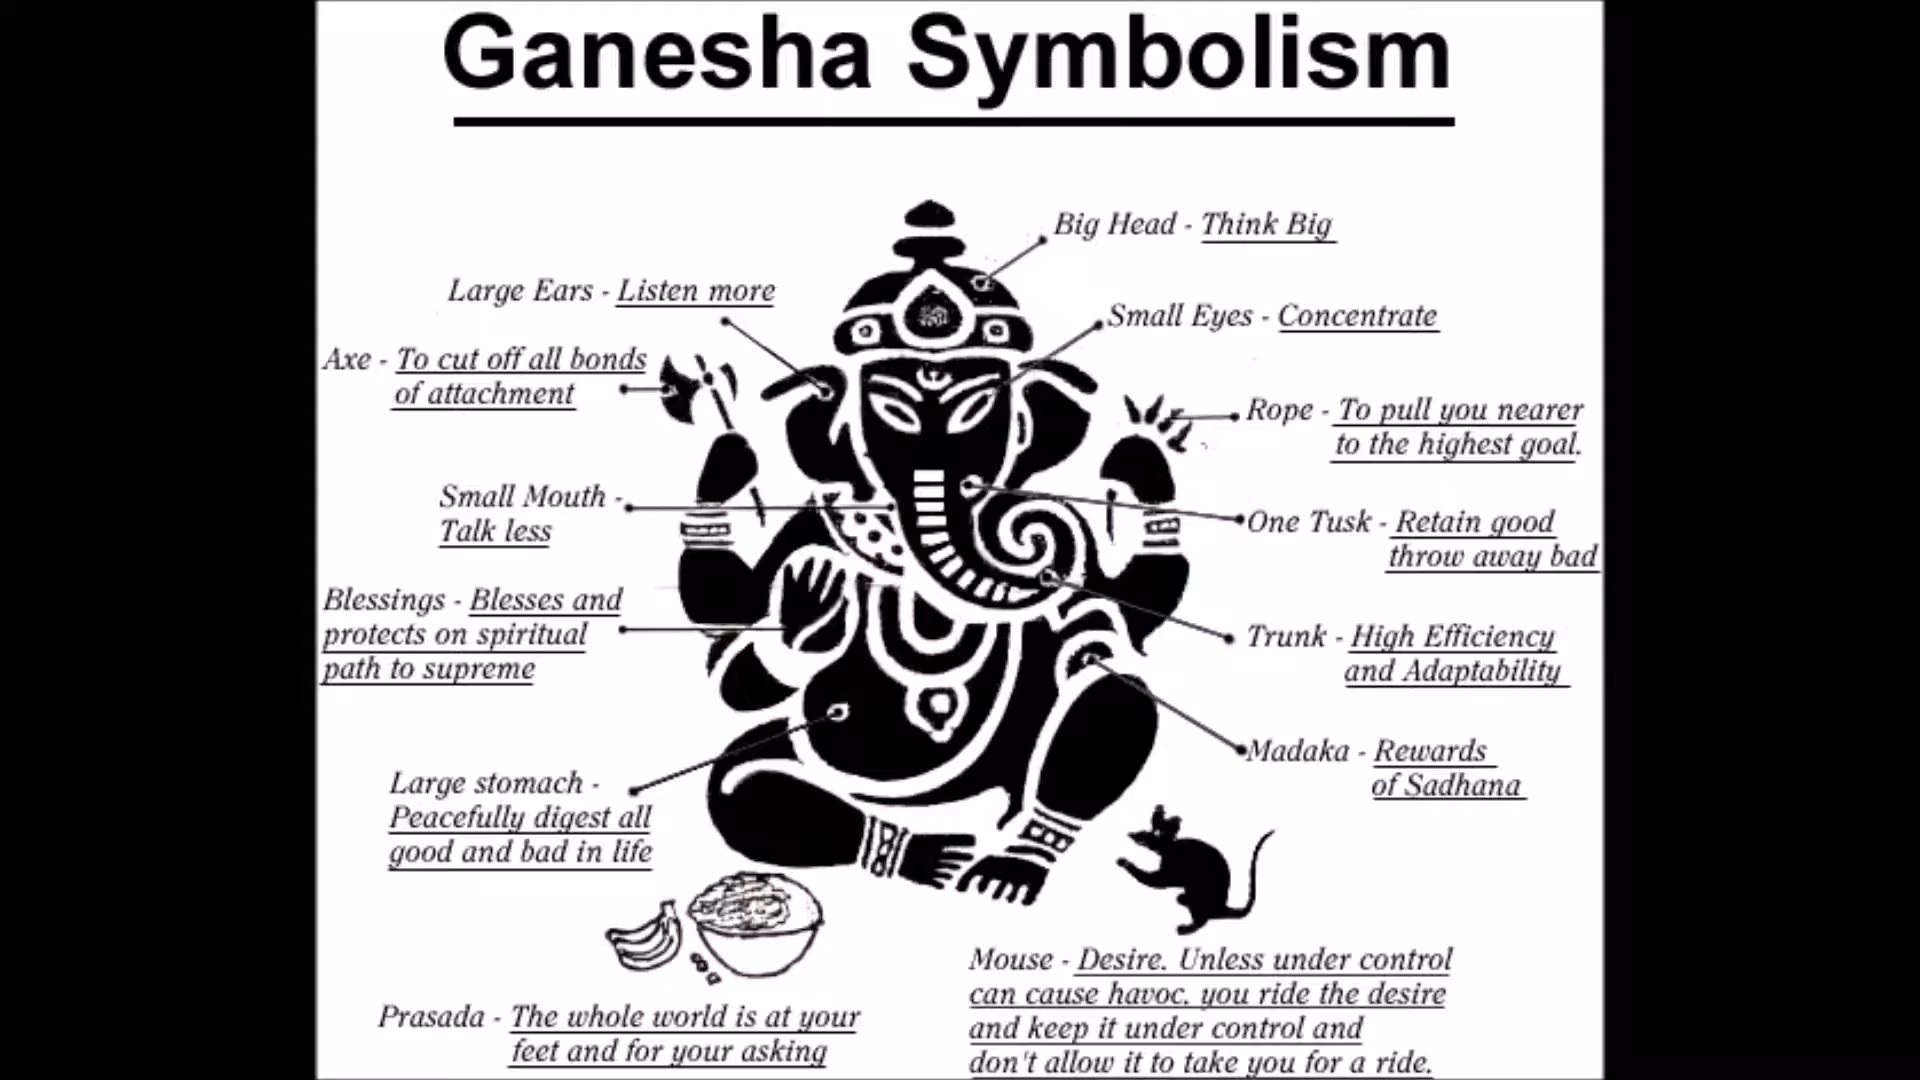 Ganesha Symbolism
Big Head - Think Big
Large Ears - Listen more
Small Eyes - Concentrate
Axe - To cut off all bonds
of attachment
Rope - To pull you nearer
to the highest goal.
Small Mouth -
Talk less
One Tusk - Retain good
throw away bad
Blessings - Blesses and
protects on spiritual
path to supreme
Trunk - High Efficiency
and Adaptability
Madaka - Rewards
of Sadhana
Large stomach -
Peacefully digest all
good and bad in life
Mouse - Desire. Unless under control
can cause havoc. you ride the desire
and keep it under control and
don't allow it to take you for a ride.
Prasada - The whole world is at your
feet and for your asking